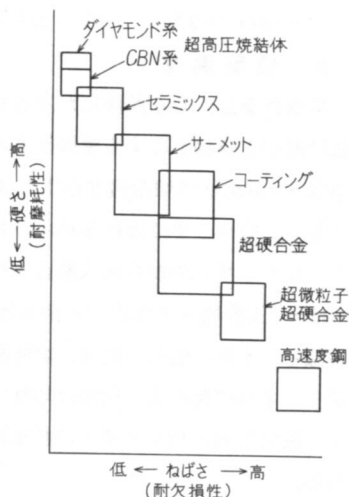 ダイヤモンド系
超高圧焼結体
CBN系
セラミックス
サーメット
コーティング
超硬合金
超微粒子
超硬合金
高速度鋼
低←硬さ→高
(耐摩耗性)
低←ねばさ→高
(耐欠損性)